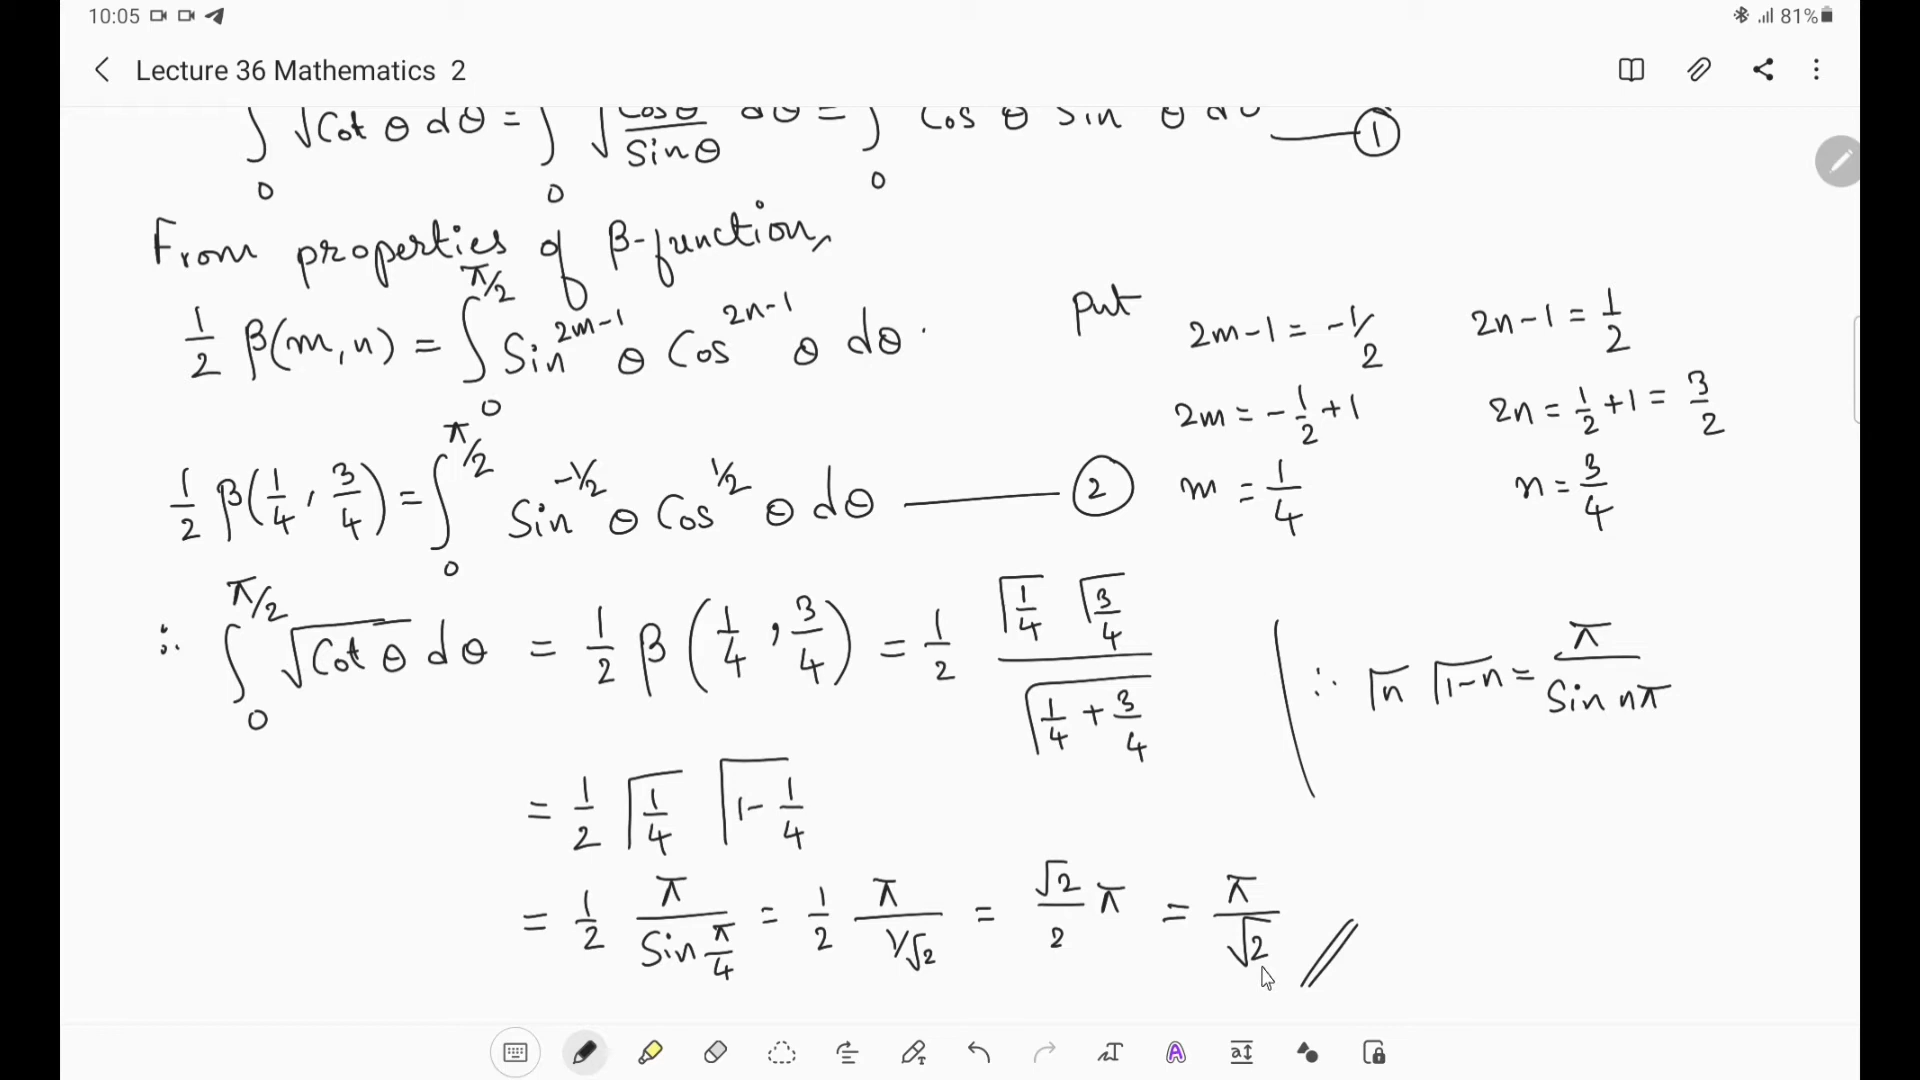 10:05 81%
Lecture 36 Mathematics 2
∫₀ √Cot θ dθ = ∫₀ √(Cosθ/Sinθ) dθ = ∫₀ Cos θ Sin θ dθ —— ①
From properties of β-function,
1/2 β(m,n) = ∫₀^(π/2) Sin^(2m-1) θ Cos^(2n-1) θ dθ. put 2m-1 = -1/2 2n-1 = 1/2
2m = -1/2 + 1 2n = 1/2 + 1 = 3/2
1/2 β(1/4, 3/4) = ∫₀^(π/2) Sin^(-1/2) θ Cos^(1/2) θ dθ —— ② m = 1/4 n = 3/4
∴ ∫₀^(π/2) √(Cot θ) dθ = 1/2 β(1/4, 3/4) = 1/2 (Γ(1/4) Γ(3/4))/Γ(1/4 + 3/4) ∴ Γn Γ(1-n) = π/(Sin nπ)
= 1/2 Γ(1/4) Γ(1 - 1/4)
= 1/2 π/(Sin π/4) = 1/2 π/(1/√2) = √2/2 π = π/√2 //